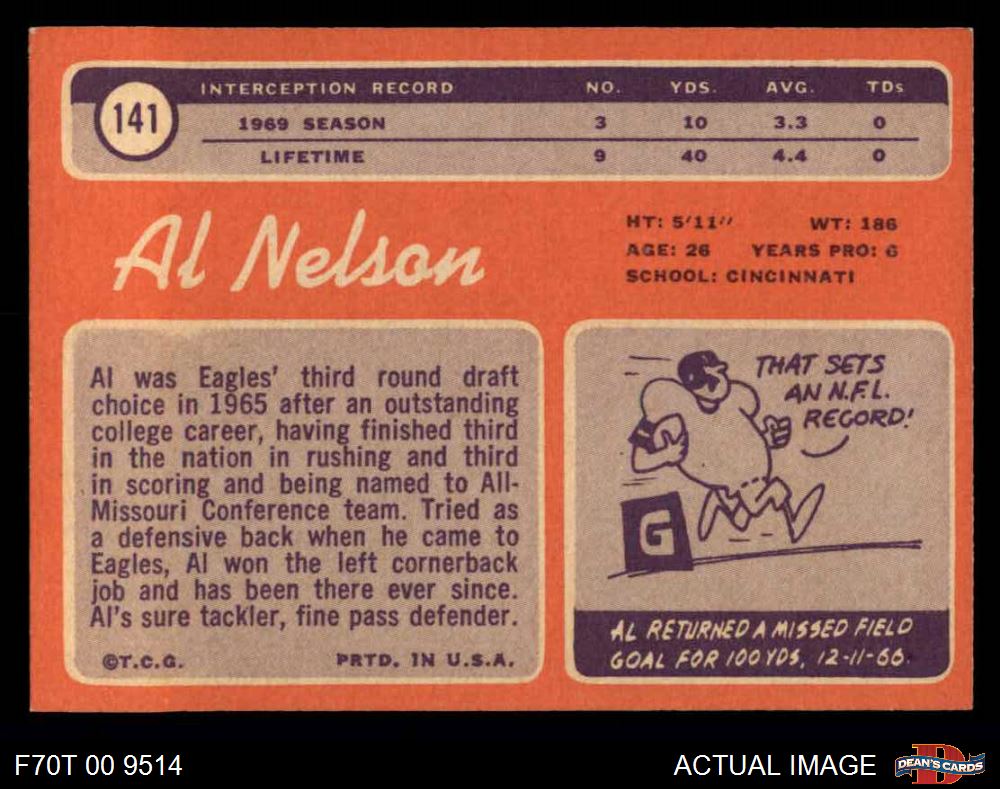 INTERCEPTION RECORD NO. YDS. AVG. TDs
141
1969 SEASON 3 10 3.3 0
LIFETIME 9 40 4.4 0
Al Nelson
HT: 5'11" WT: 186
AGE: 26 YEARS PRO: 6
SCHOOL: CINCINNATI
Al was Eagles' third round draft
choice in 1965 after an outstanding
college career, having finished third
in the nation in rushing and third
in scoring and being named to All-
Missouri Conference team. Tried as
a defensive back when he came to
Eagles, Al won the left cornerback
job and has been there ever since.
Al's sure tackler, fine pass defender.
©T.C.G. PRTD. IN U.S.A.
THAT SETS
AN N.F.L.
RECORD!
G
AL RETURNED A MISSED FIELD
GOAL FOR 100 YDS, 12-11-66.
F70T 00 9514 ACTUAL IMAGE
D
DEAN'S CARDS